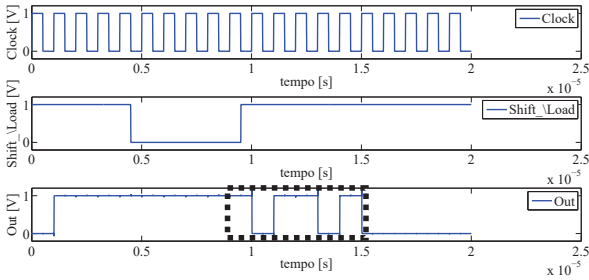 Clock [V]
1
0
Clock
0 0.5 1 1.5 2 2.5
tempo [s]
x 10⁻⁵
Shift_\Load [V]
1
0
Shift_\Load
0 0.5 1 1.5 2 2.5
tempo [s]
x 10⁻⁵
Out [V]
1
0
Out
0 0.5 1 1.5 2 2.5
tempo [s]
x 10⁻⁵